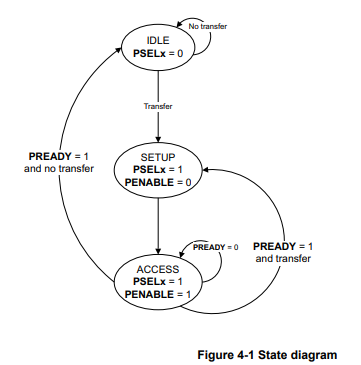 No transfer
IDLE
PSELx = 0
Transfer
PREADY = 1
and no transfer
SETUP
PSELx = 1
PENABLE = 0
PREADY = 0
PREADY = 1
and transfer
ACCESS
PSELx = 1
PENABLE = 1
Figure 4-1 State diagram